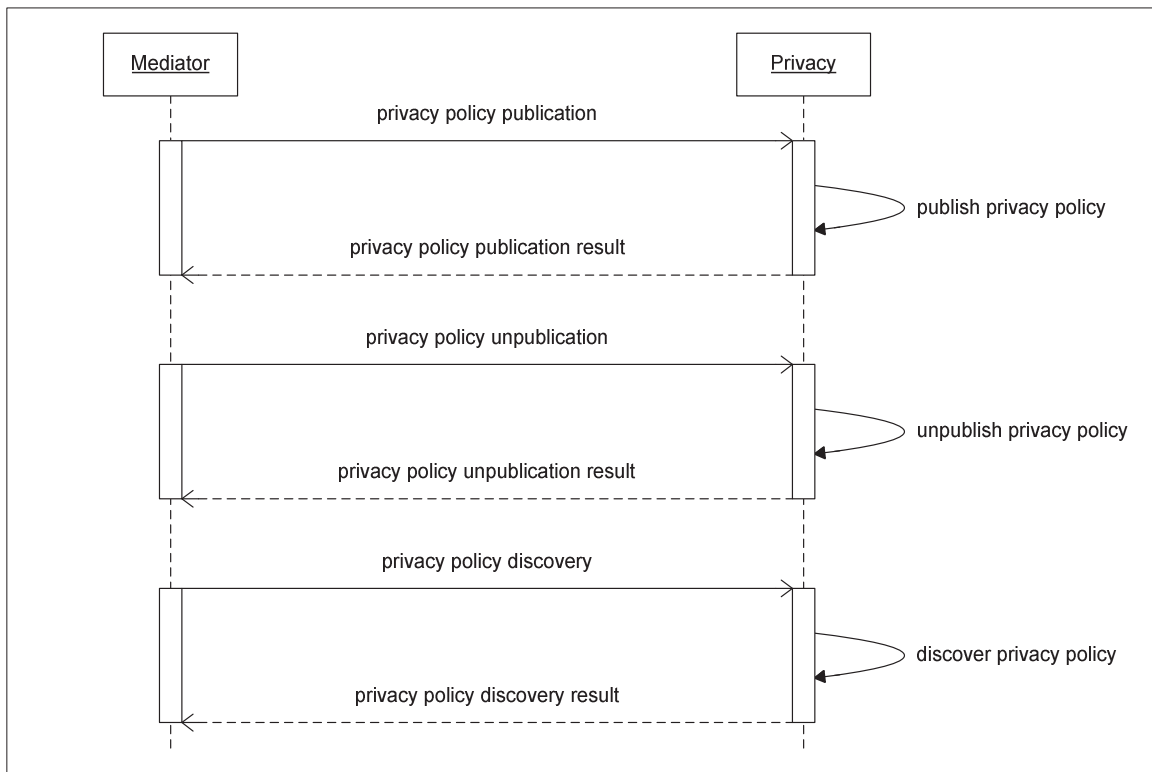 Mediator
Privacy
privacy policy publication
publish privacy policy
privacy policy publication result
privacy policy unpublication
unpublish privacy policy
privacy policy unpublication result
privacy policy discovery
discover privacy policy
privacy policy discovery result